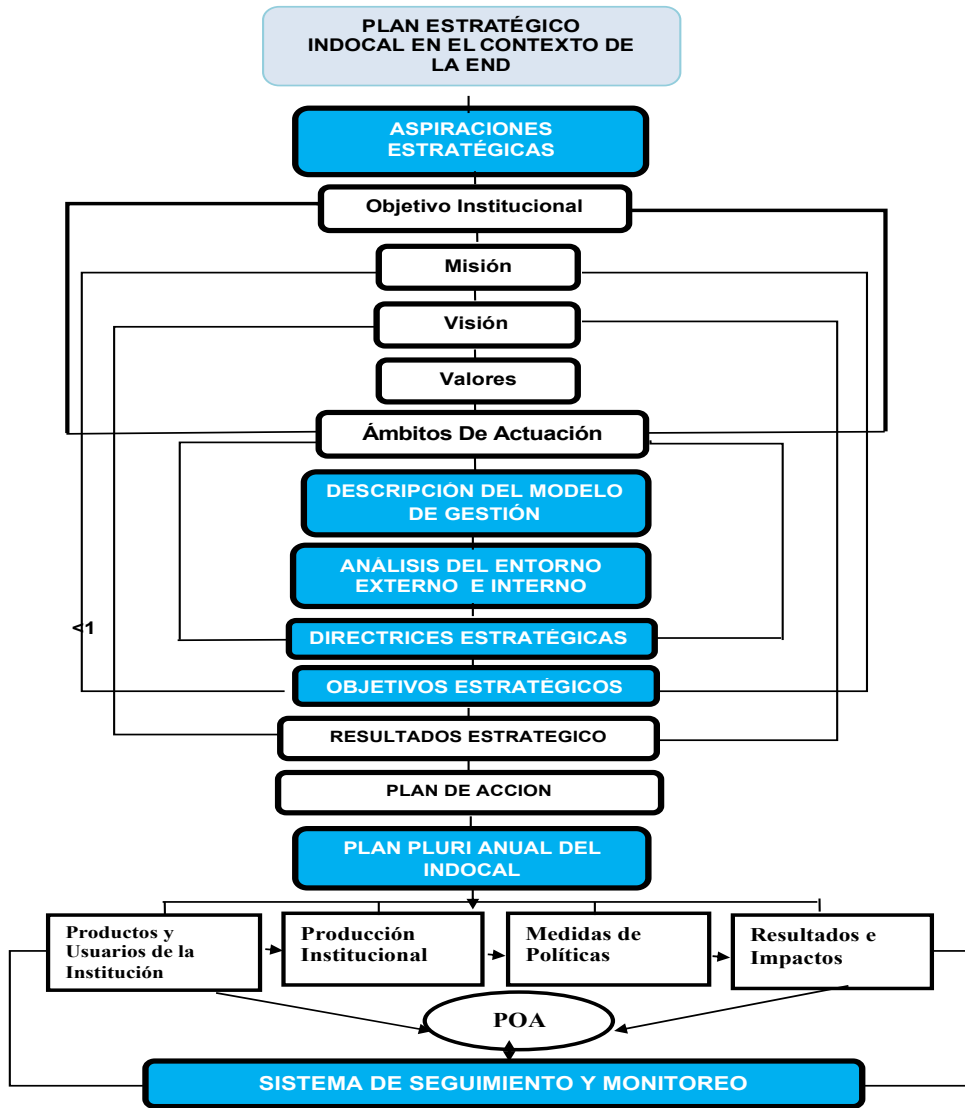 PLAN ESTRATÉGICO
INDOCAL EN EL CONTEXTO DE
LA END
ASPIRACIONES
ESTRATÉGICAS
Objetivo Institucional
Misión
Visión
Valores
Ámbitos De Actuación
DESCRIPCIÓN DEL MODELO
DE GESTIÓN
ANÁLISIS DEL ENTORNO
EXTERNO E INTERNO
<1
DIRECTRICES ESTRATÉGICAS
OBJETIVOS ESTRATÉGICOS
RESULTADOS ESTRATEGICO
PLAN DE ACCION
PLAN PLURI ANUAL DEL
INDOCAL
Productos y
Usuarios de la
Institución
Producción
Institucional
Medidas de
Políticas
Resultados e
Impactos
POA
SISTEMA DE SEGUIMIENTO Y MONITOREO